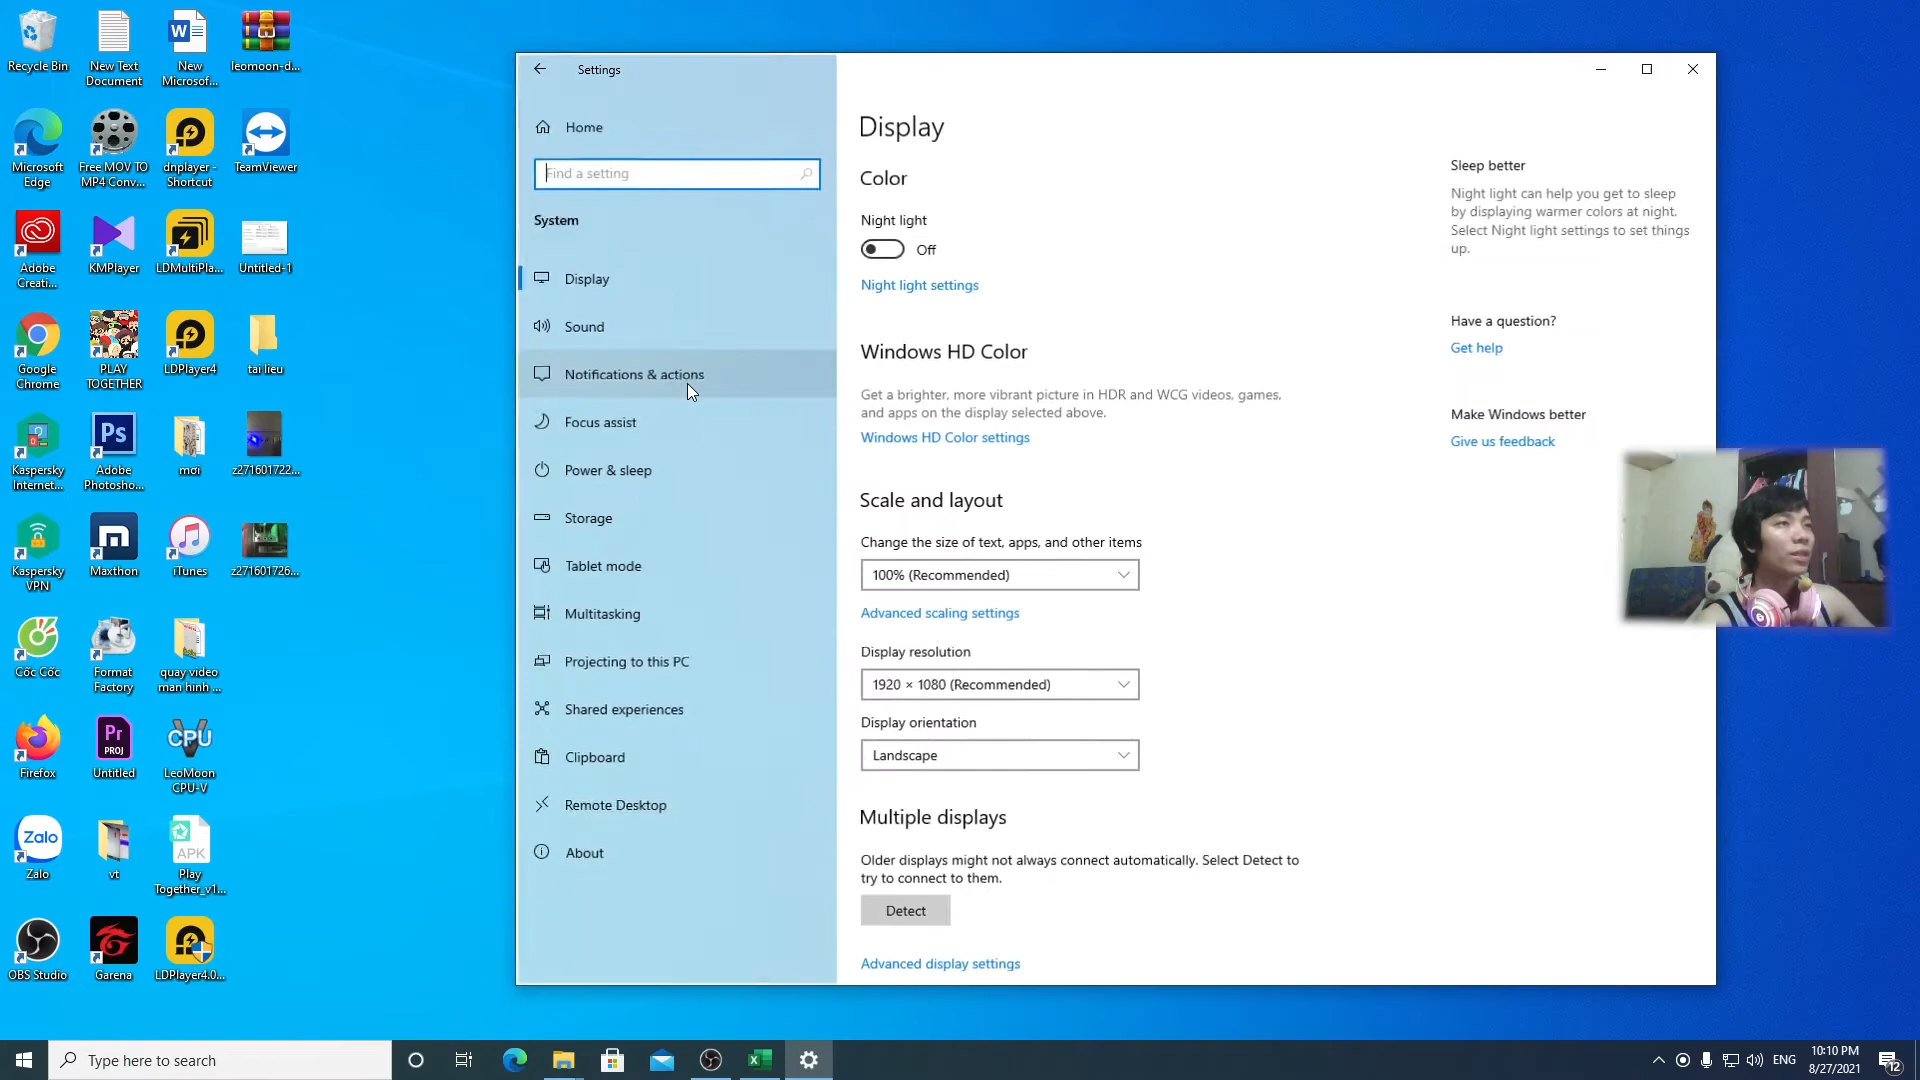 Recycle Bin
New Text
Document
New
Microsof...
leomoon-d...
Microsoft
Edge
Free MOV TO
MP4 Conv...
dnplayer -
Shortcut
TeamViewer
Adobe
Creati...
KMPlayer
LDMultiPla...
Untitled-1
Google
Chrome
PLAY
TOGETHER
LDPlayer4
tai lieu
Kaspersky
Internet...
Ps
Adobe
Photosho...
mơi
z271601722...
Kaspersky
VPN
Maxthon
iTunes
z271601726...
Cốc Cốc
Format
Factory
quay video
man hinh ...
Firefox
Pr
PROJ
Untitled
CPU
LeoMoon
CPU-V
Zalo
Zalo
vt
APK
Play
Together_v1...
OBS Studio
Garena
LDPlayer4.0...
Settings
Home
Find a setting
System
Display
Sound
Notifications & actions
Focus assist
Power & sleep
Storage
Tablet mode
Multitasking
Projecting to this PC
Shared experiences
Clipboard
Remote Desktop
About
Display
Color
Night light
Off
Night light settings
Windows HD Color
Get a brighter, more vibrant picture in HDR and WCG videos, games,
and apps on the display selected above.
Windows HD Color settings
Scale and layout
Change the size of text, apps, and other items
100% (Recommended)
Advanced scaling settings
Display resolution
1920 × 1080 (Recommended)
Display orientation
Landscape
Multiple displays
Older displays might not always connect automatically. Select Detect to
try to connect to them.
Detect
Advanced display settings
Sleep better
Night light can help you get to sleep
by displaying warmer colors at night.
Select Night light settings to set things
up.
Have a question?
Get help
Make Windows better
Give us feedback
Type here to search
ENG
10:10 PM
8/27/2021
12